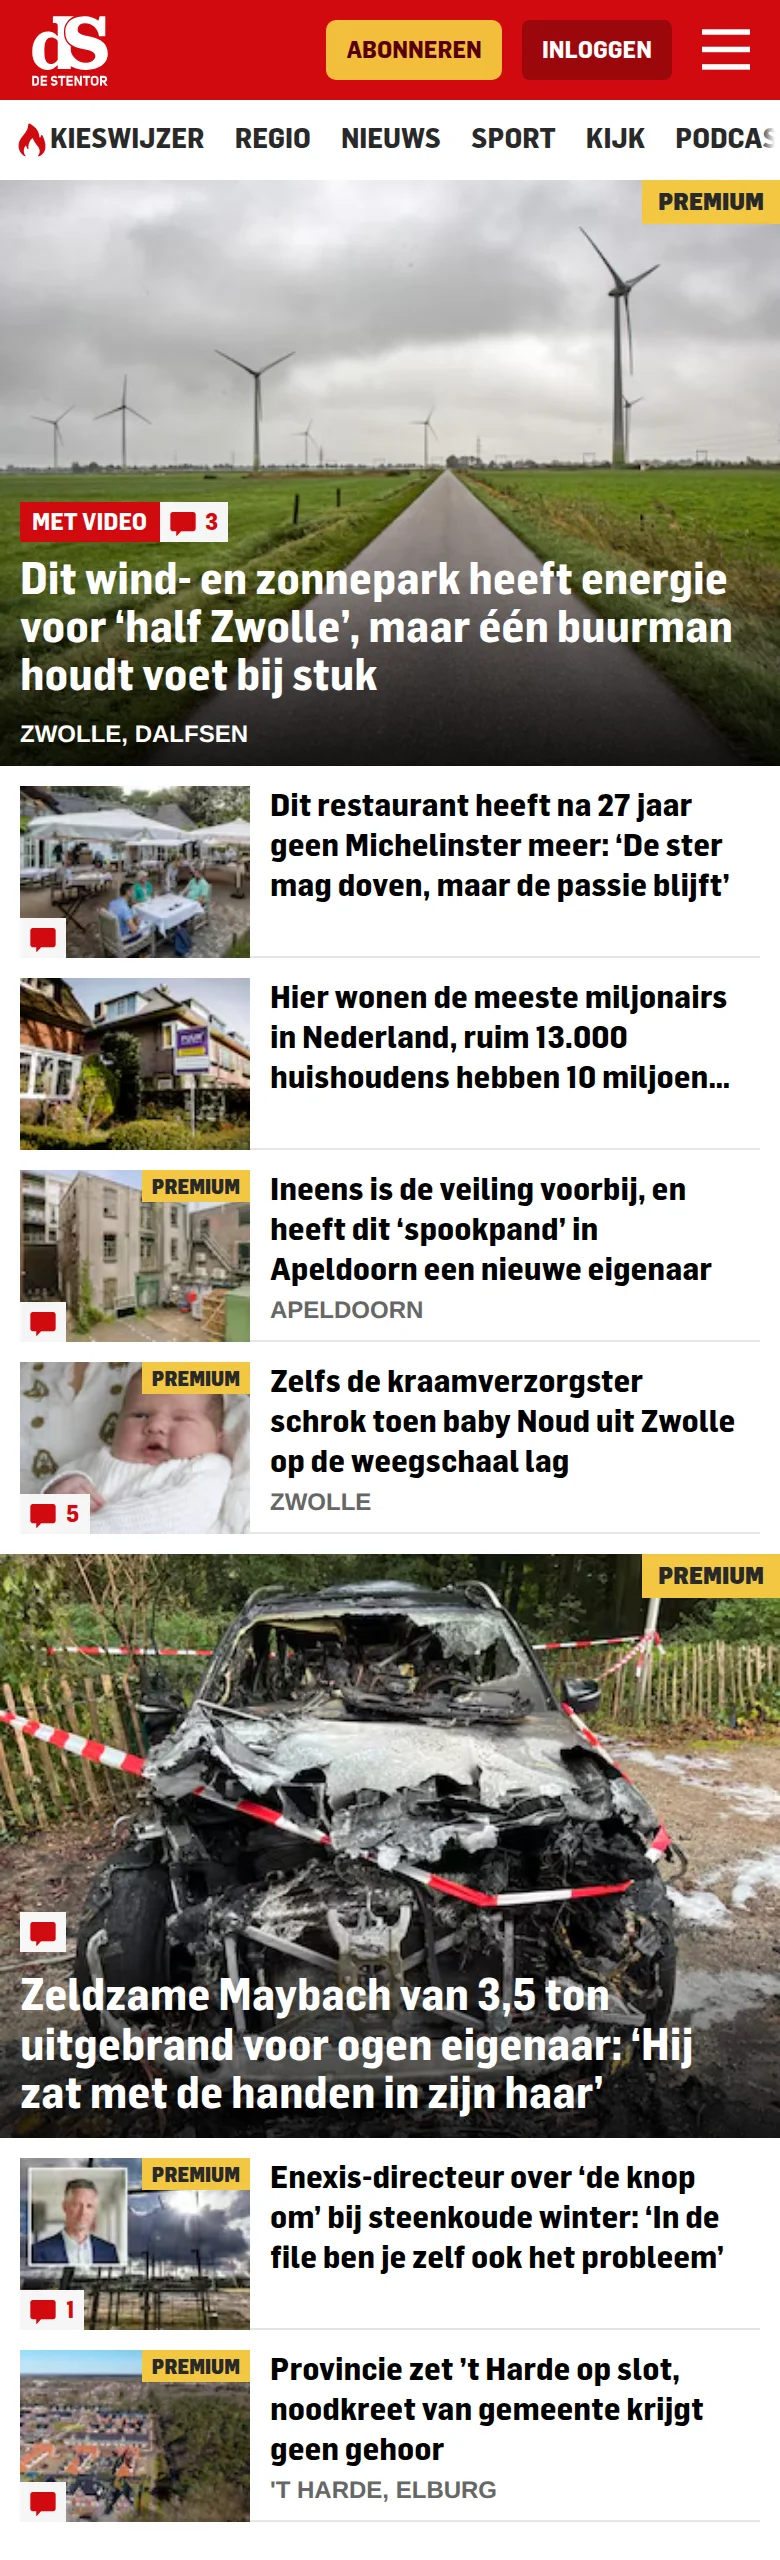 dS
DE STENTOR
ABONNEREN
INLOGGEN
KIESWIJZER
REGIO
NIEUWS
SPORT
KIJK
PODCAS
PREMIUM
MET VIDEO
3
Dit wind- en zonnepark heeft energie
voor ‘half Zwolle’, maar één buurman
houdt voet bij stuk
ZWOLLE, DALFSEN
Dit restaurant heeft na 27 jaar
geen Michelinster meer: ‘De ster
mag doven, maar de passie blijft’
Hier wonen de meeste miljonairs
in Nederland, ruim 13.000
huishoudens hebben 10 miljoen...
PREMIUM
Ineens is de veiling voorbij, en
heeft dit ‘spookpand’ in
Apeldoorn een nieuwe eigenaar
APELDOORN
PREMIUM
5
Zelfs de kraamverzorgster
schrok toen baby Noud uit Zwolle
op de weegschaal lag
ZWOLLE
PREMIUM
Zeldzame Maybach van 3,5 ton
uitgebrand voor ogen eigenaar: ‘Hij
zat met de handen in zijn haar’
PREMIUM
1
Enexis-directeur over ‘de knop
om’ bij steenkoude winter: ‘In de
file ben je zelf ook het probleem’
PREMIUM
Provincie zet ’t Harde op slot,
noodkreet van gemeente krijgt
geen gehoor
'T HARDE, ELBURG